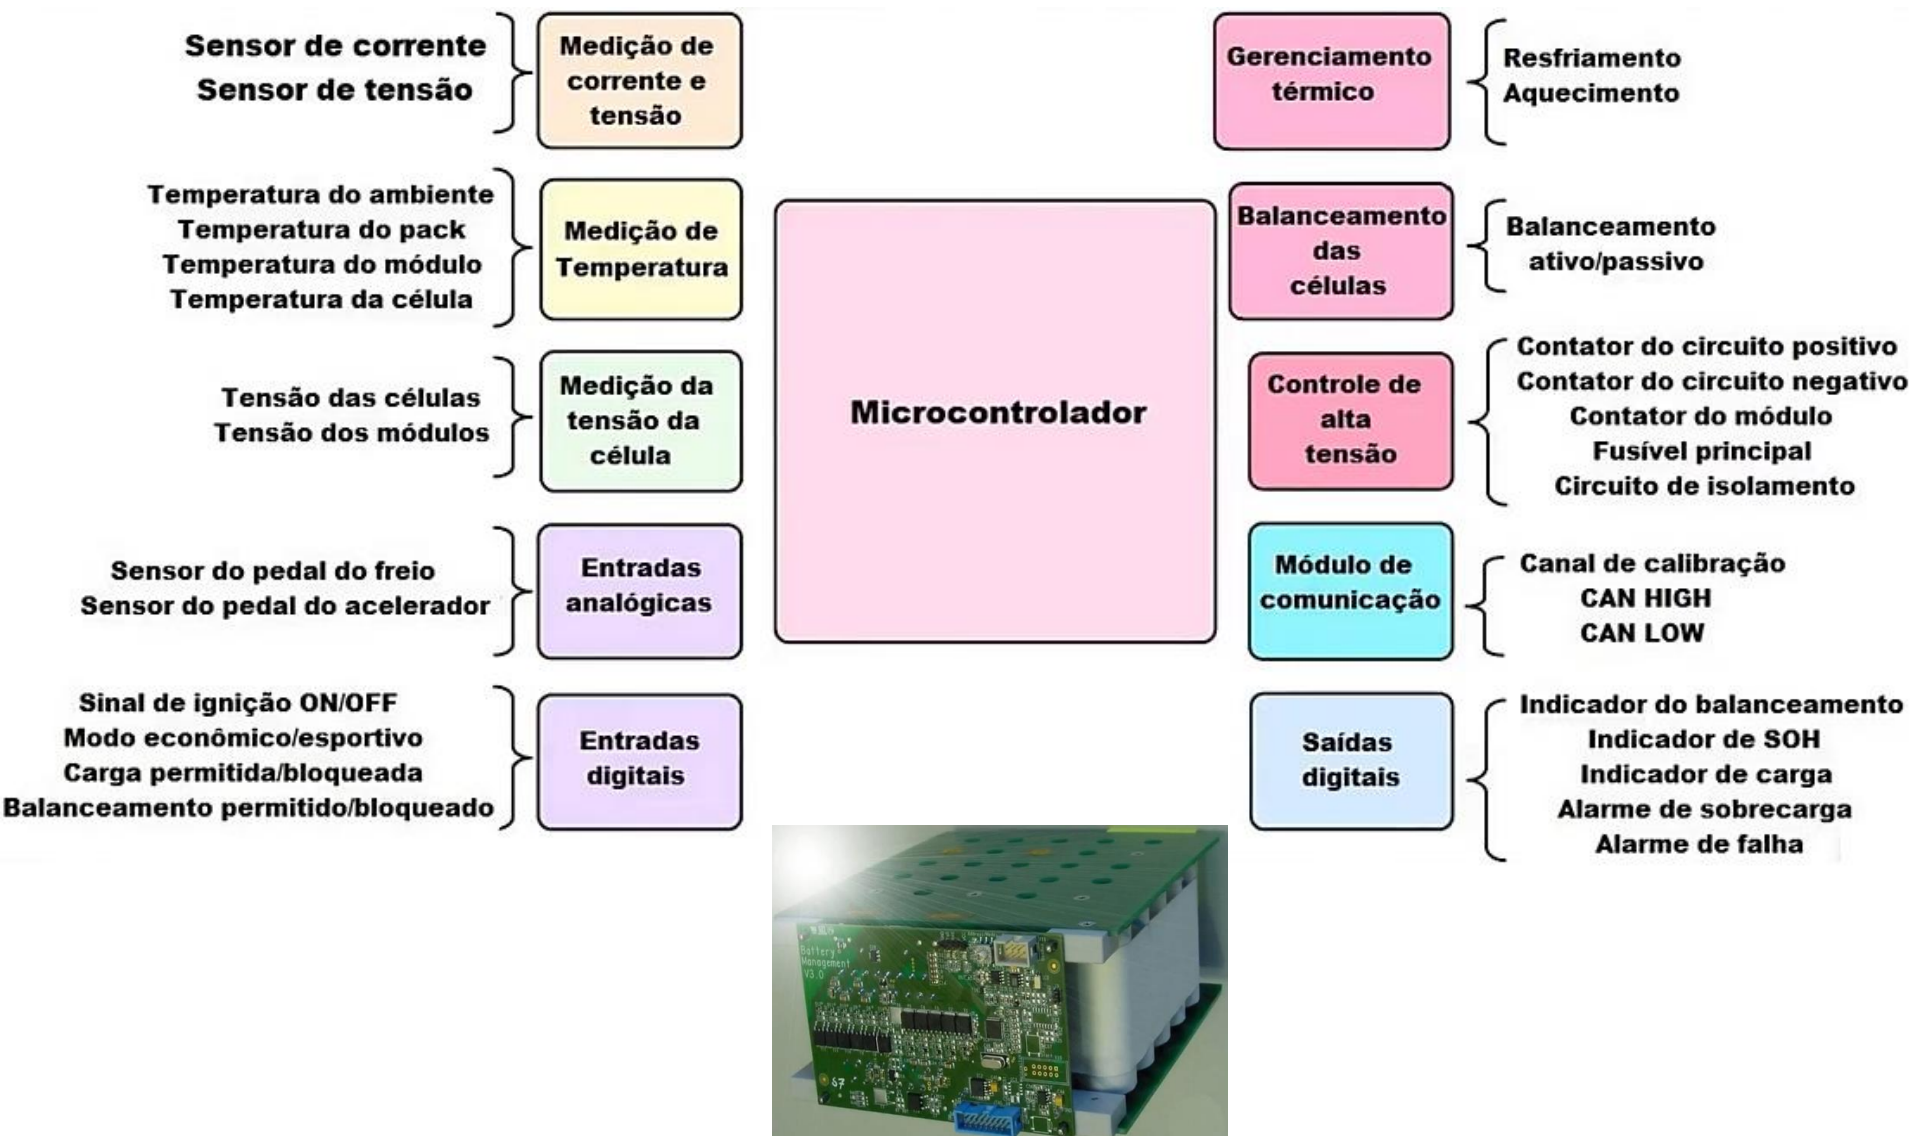 Sensor de corrente
Sensor de tensão
Medição de
corrente e
tensão
Temperatura do ambiente
Temperatura do pack
Temperatura do módulo
Temperatura da célula
Medição de
Temperatura
Tensão das células
Tensão dos módulos
Medição da
tensão da
célula
Sensor do pedal do freio
Sensor do pedal do acelerador
Entradas
analógicas
Sinal de ignição ON/OFF
Modo econômico/esportivo
Carga permitida/bloqueada
Balanceamento permitido/bloqueado
Entradas
digitais
Microcontrolador
Gerenciamento
térmico
Resfriamento
Aquecimento
Balanceamento
das
células
Balanceamento
ativo/passivo
Controle de
alta
tensão
Contator do circuito positivo
Contator do circuito negativo
Contator do módulo
Fusível principal
Circuito de isolamento
Módulo de
comunicação
Canal de calibração
CAN HIGH
CAN LOW
Saídas
digitais
Indicador do balanceamento
Indicador de SOH
Indicador de carga
Alarme de sobrecarga
Alarme de falha
Battery
Management
V3.0
67